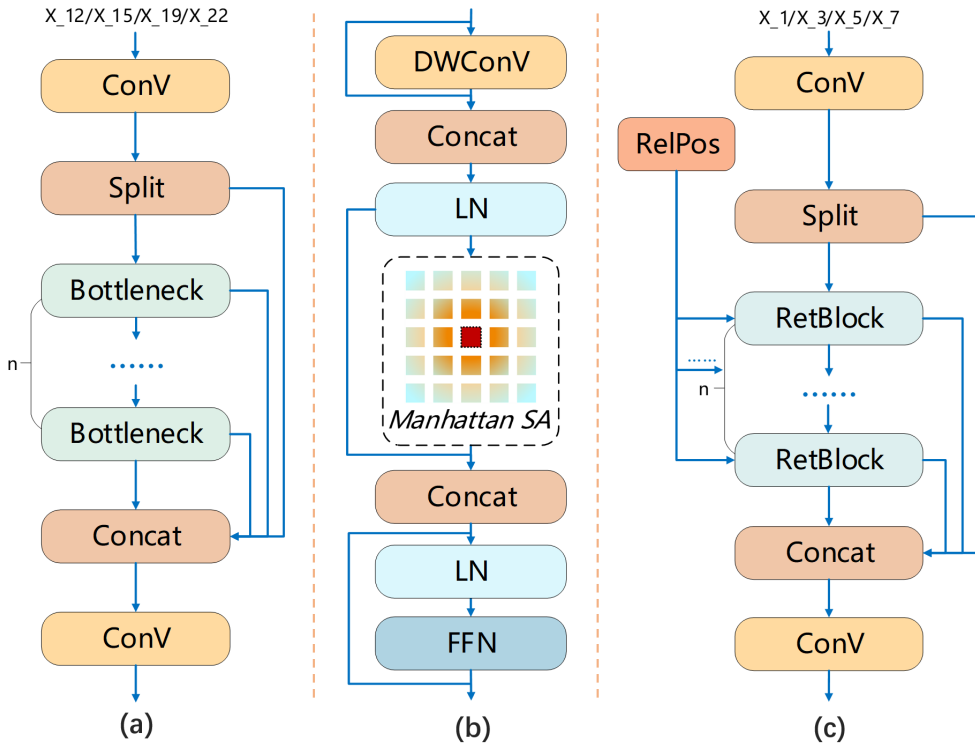 X_12/X_15/X_19/X_22
ConV
Split
Bottleneck
......
n
Bottleneck
Concat
ConV
(a)
DWConV
Concat
LN
Manhattan SA
Concat
LN
FFN
(b)
X_1/X_3/X_5/X_7
ConV
RelPos
Split
RetBlock
......
n
......
RetBlock
Concat
ConV
(c)